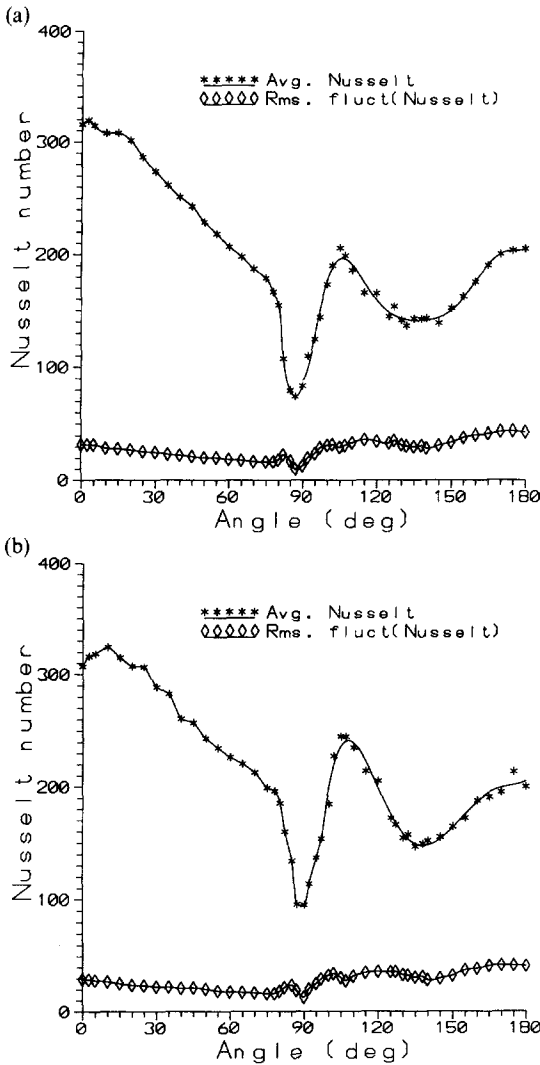 (a)
400
300
200
100
0
Nusselt number
***** Avg. Nusselt
◊◊◊◊◊ Rms. fluct(Nusselt)
0 30 60 90 120 150 180
Angle (deg)
(b)
400
300
200
100
0
Nusselt number
***** Avg. Nusselt
◊◊◊◊◊ Rms. fluct(Nusselt)
0 30 60 90 120 150 180
Angle (deg)